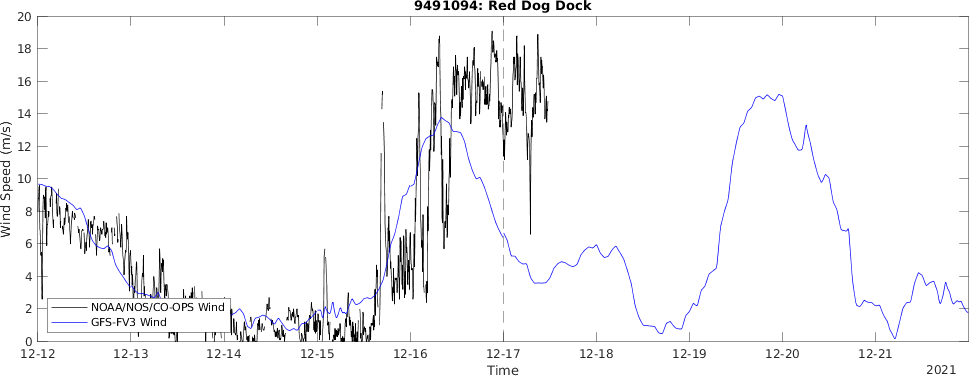 9491094: Red Dog Dock
20
18
16
14
12
10
8
6
4
2
0
Wind Speed (m/s)
NOAA/NOS/CO-OPS Wind
GFS-FV3 Wind
12-12 12-13 12-14 12-15 12-16 12-17 12-18 12-19 12-20 12-21
Time
2021